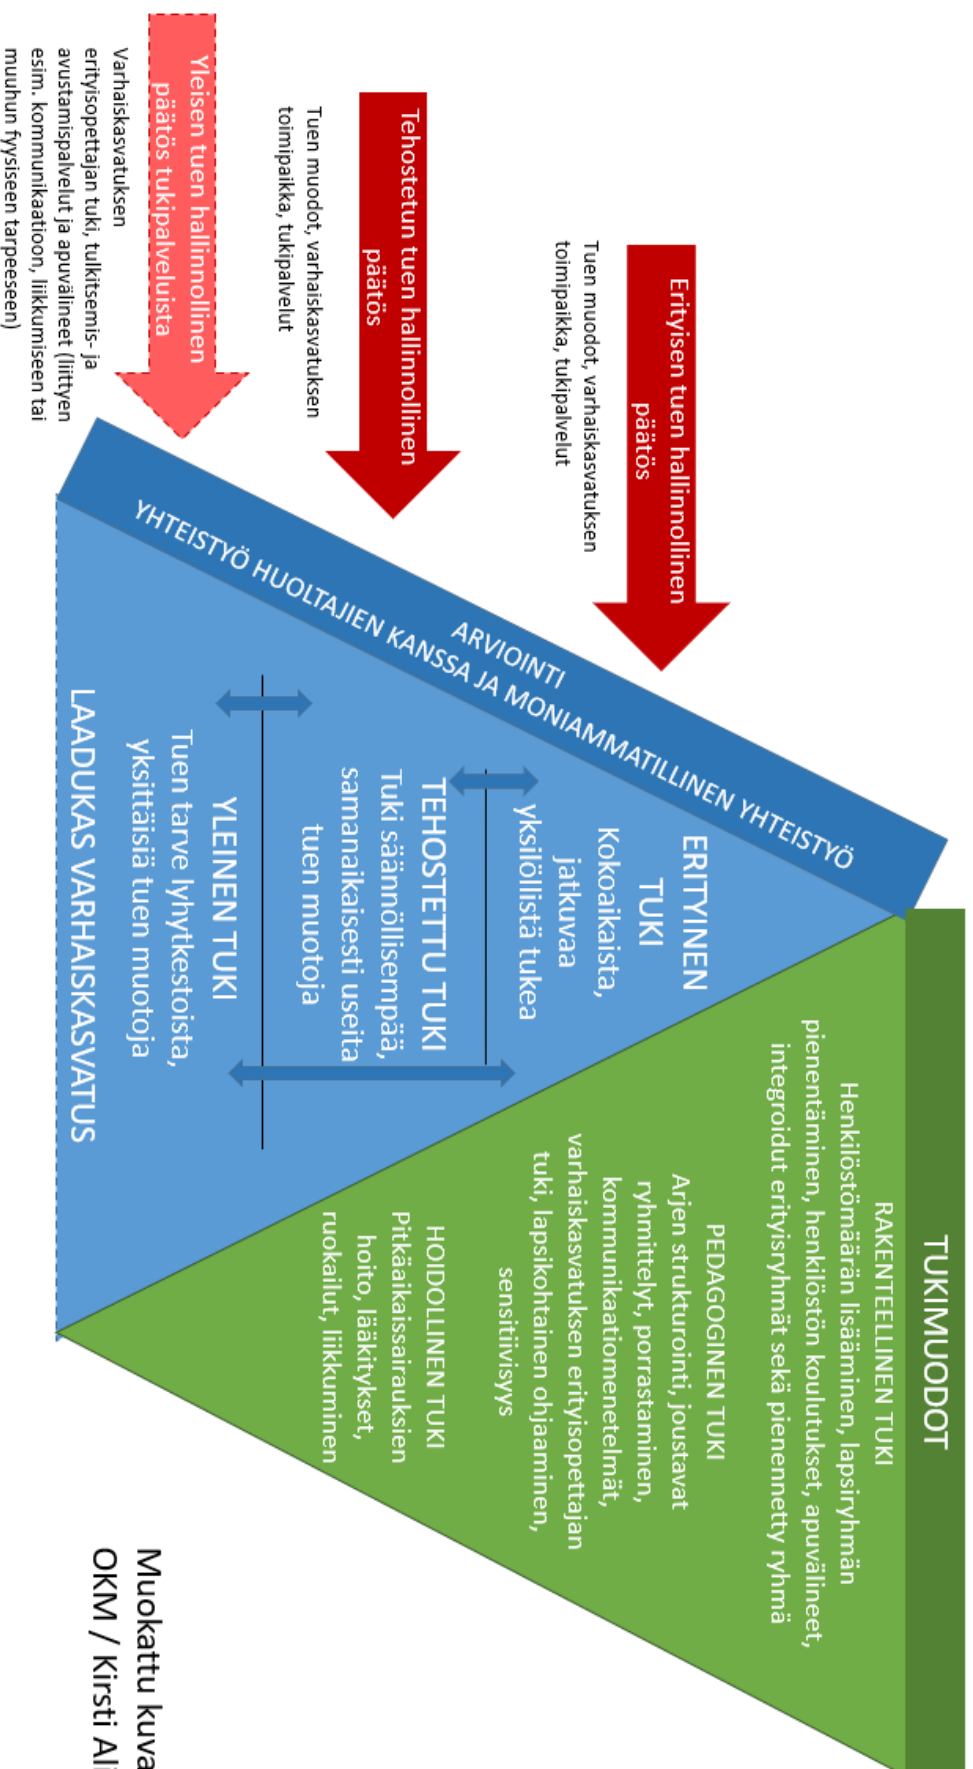 TUKIMUODOT
RAKENTEELLINEN TUKI
Henkilöstömäärän lisääminen, lapsiryhmän
pienentäminen, henkilöstön koulutukset, apuvälineet,
integroidut erityisryhmät sekä pienennetty ryhmä
PEDAGOGINEN TUKI
Arjen strukturointi, joustavat
ryhmittelyt, porrastaminen,
kommunikaatiomenetelmät,
varhaiskasvatuksen erityisopettajan
tuki, lapsikohtainen ohjaaminen,
sensitiivisyys
HOIDOLLINEN TUKI
Pitkäaikaissairauksien
hoito, lääkitykset,
ruokailut, liikkuminen
ARVIOINTI
YHTEISTYÖ HUOLTAJIEN KANSSA JA MONIAMMATILLINEN YHTEISTYÖ
ERITYINEN
TUKI
Kokoaikaista,
jatkuvaa
yksilöllistä tukea
TEHOSTETTU TUKI
Tuki säännöllisempää,
samanaikaisesti useita
tuen muotoja
YLEINEN TUKI
Tuen tarve lyhytkestoista,
yksittäisiä tuen muotoja
LAADUKAS VARHAISKASVATUS
Erityisen tuen hallinnollinen
päätös
Tuen muodot, varhaiskasvatuksen
toimipaikka, tukipalvelut
Tehostetun tuen hallinnollinen
päätös
Tuen muodot, varhaiskasvatuksen
toimipaikka, tukipalvelut
Yleisen tuen hallinnollinen
päätös tukipalveluista
Varhaiskasvatuksen
erityisopettajan tuki, tulkitsemis- ja
avustamispalvelut ja apuvälineet (liittyen
esim. kommunikaatioon, liikkumiseen tai
muuhun fyysiseen tarpeeseen)
Muokattu kuva
OKM / Kirsti